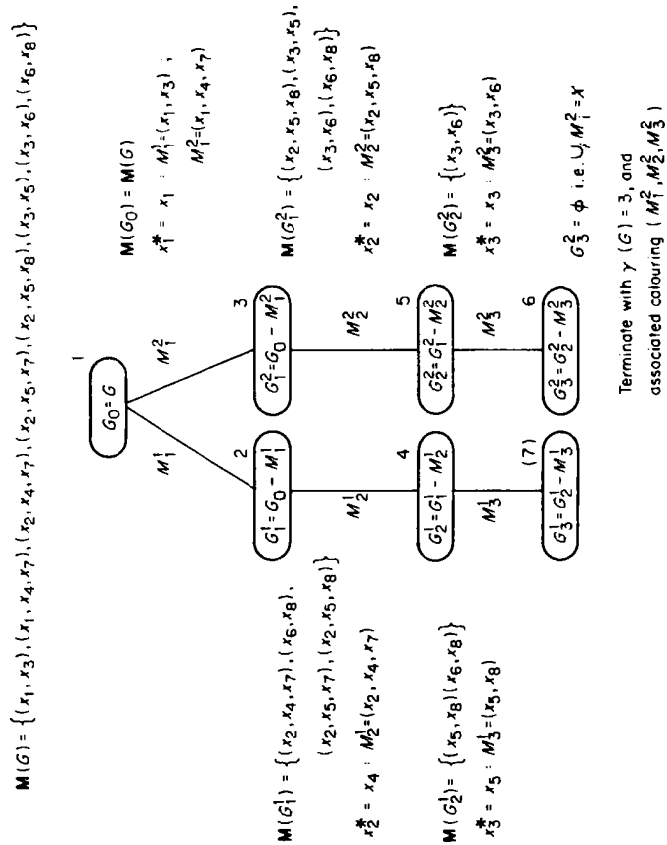 M(G) = {(x₁, x₃), (x₁, x₄, x₇), (x₂, x₄, x₇), (x₂, x₅, x₇), (x₂, x₅, x₈), (x₃, x₅), (x₃, x₆), (x₆, x₈)}
1
G₀ = G
M(G₀) = M(G)
x₁* = x₁ : M₁¹=(x₁, x₃) ;
M₁²=(x₁, x₄, x₇)
M₁¹
M₁²
M(G₁¹) = {(x₂, x₄, x₇), (x₆, x₈),
(x₂, x₅, x₇), (x₂, x₅, x₈)}
x₂* = x₄ : M₂¹=(x₂, x₄, x₇)
2
G₁¹=G₀ − M₁¹
3
G₁²=G₀ − M₁²
M(G₁²) = {(x₂, x₅, x₈), (x₃, x₅),
(x₃, x₆), (x₆, x₈)}
x₂* = x₂ : M₂²=(x₂, x₅, x₈)
M₂¹
M₂²
M(G₂¹)= {(x₅, x₈)(x₆, x₈)}
x₃* = x₅ : M₃¹=(x₅, x₈)
4
G₂¹=G₁¹ − M₂¹
5
G₂²=G₁² − M₂²
M(G₂²) = {(x₃, x₆)}
x₃* = x₃ : M₃²=(x₃, x₆)
M₃¹
M₃²
(7)
G₃¹=G₂¹ − M₃¹
6
G₃²=G₂² − M₃²
G₃² = ϕ i.e. ∪ⱼ Mⱼ² = X
Terminate with γ (G) = 3, and
associated colouring (M₁², M₂², M₃²)